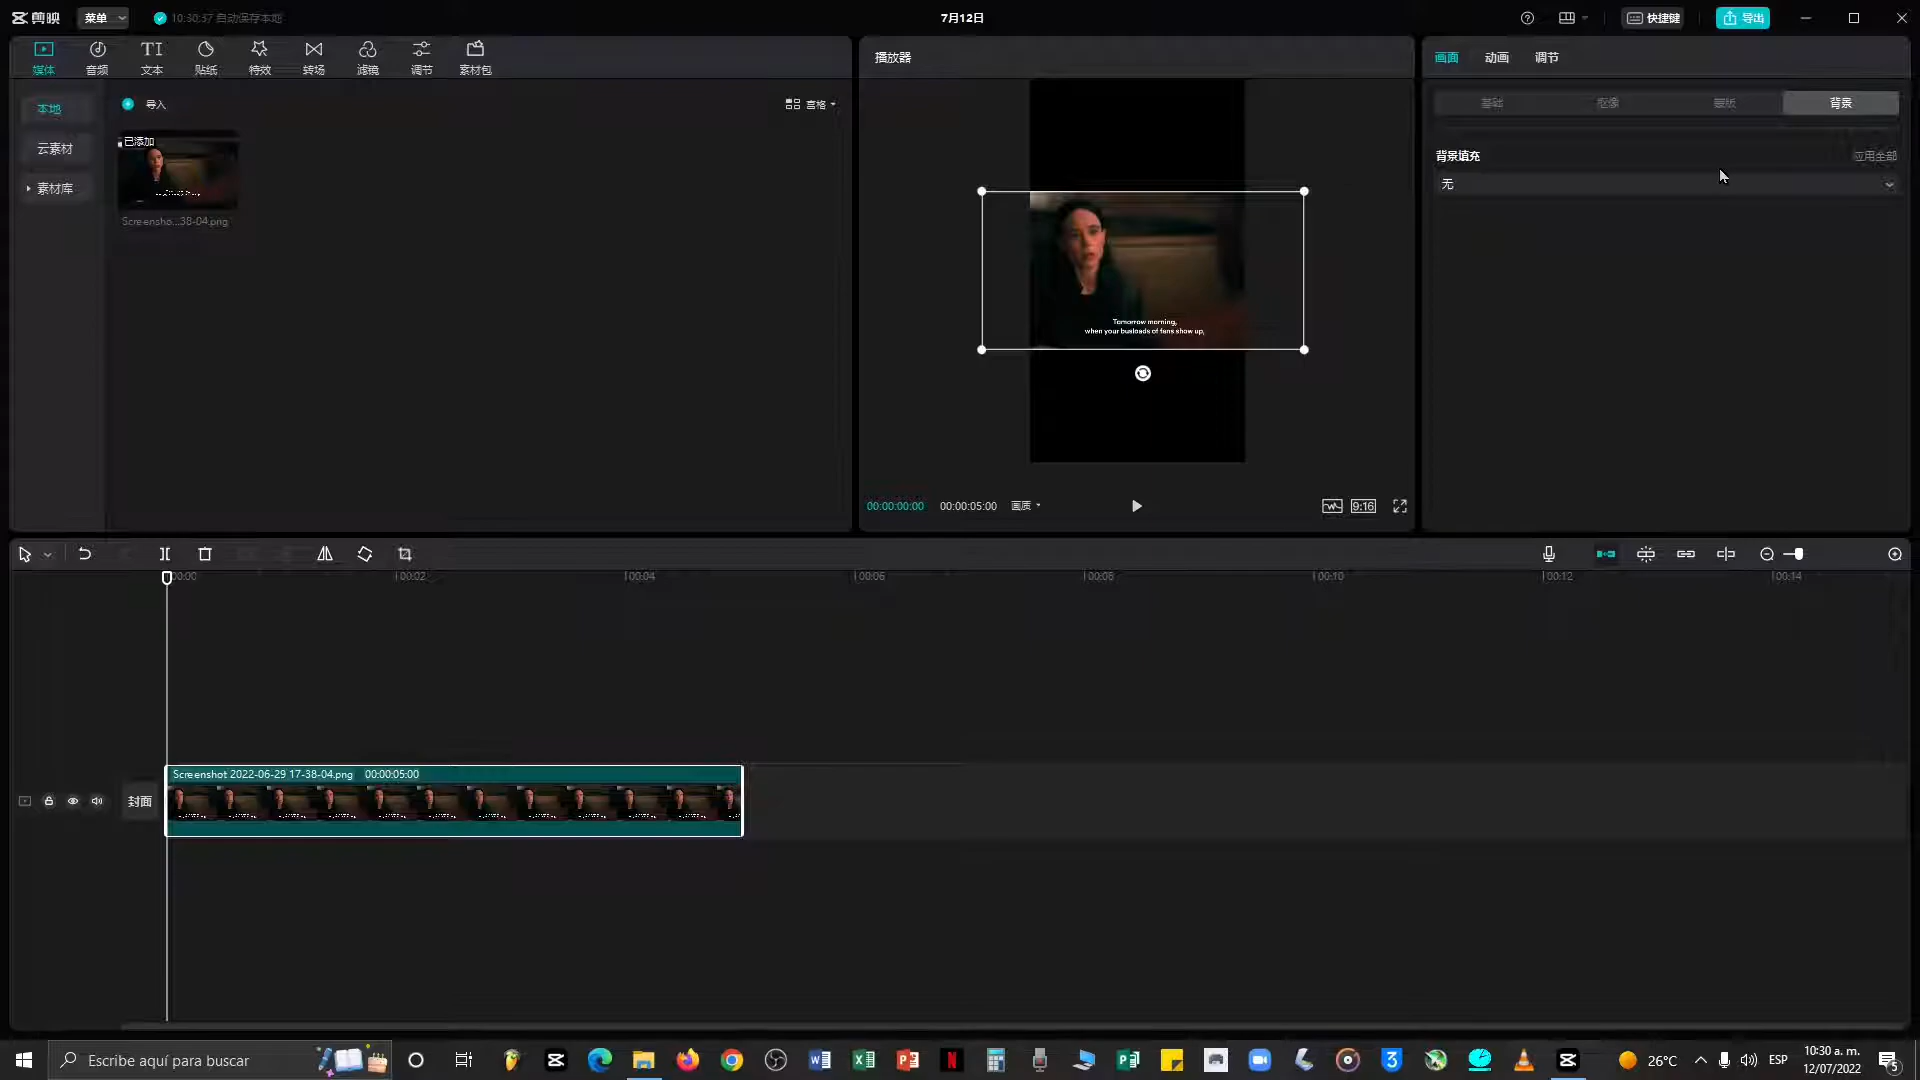 剪映
菜单
10:30:37 自动保存本地
7月12日
快捷键
导出
媒体
音频
文本
贴纸
特效
转场
滤镜
调节
素材包
本地
云素材
素材库
导入
宫格
已添加
Screensho...38-04.png
播放器
Tomorrow morning,
when your busloads of fans show up,
00:00:00:00
00:00:05:00
画质
9:16
画面
动画
调节
基础
抠像
蒙版
背景
背景填充
应用全部
无
00:00
00:02
00:04
00:06
00:08
00:10
00:12
00:14
封面
Screenshot 2022-06-29 17-38-04.png 00:00:05:00
Escribe aquí para buscar
26°C
ESP
10:30 a. m.
12/07/2022
5